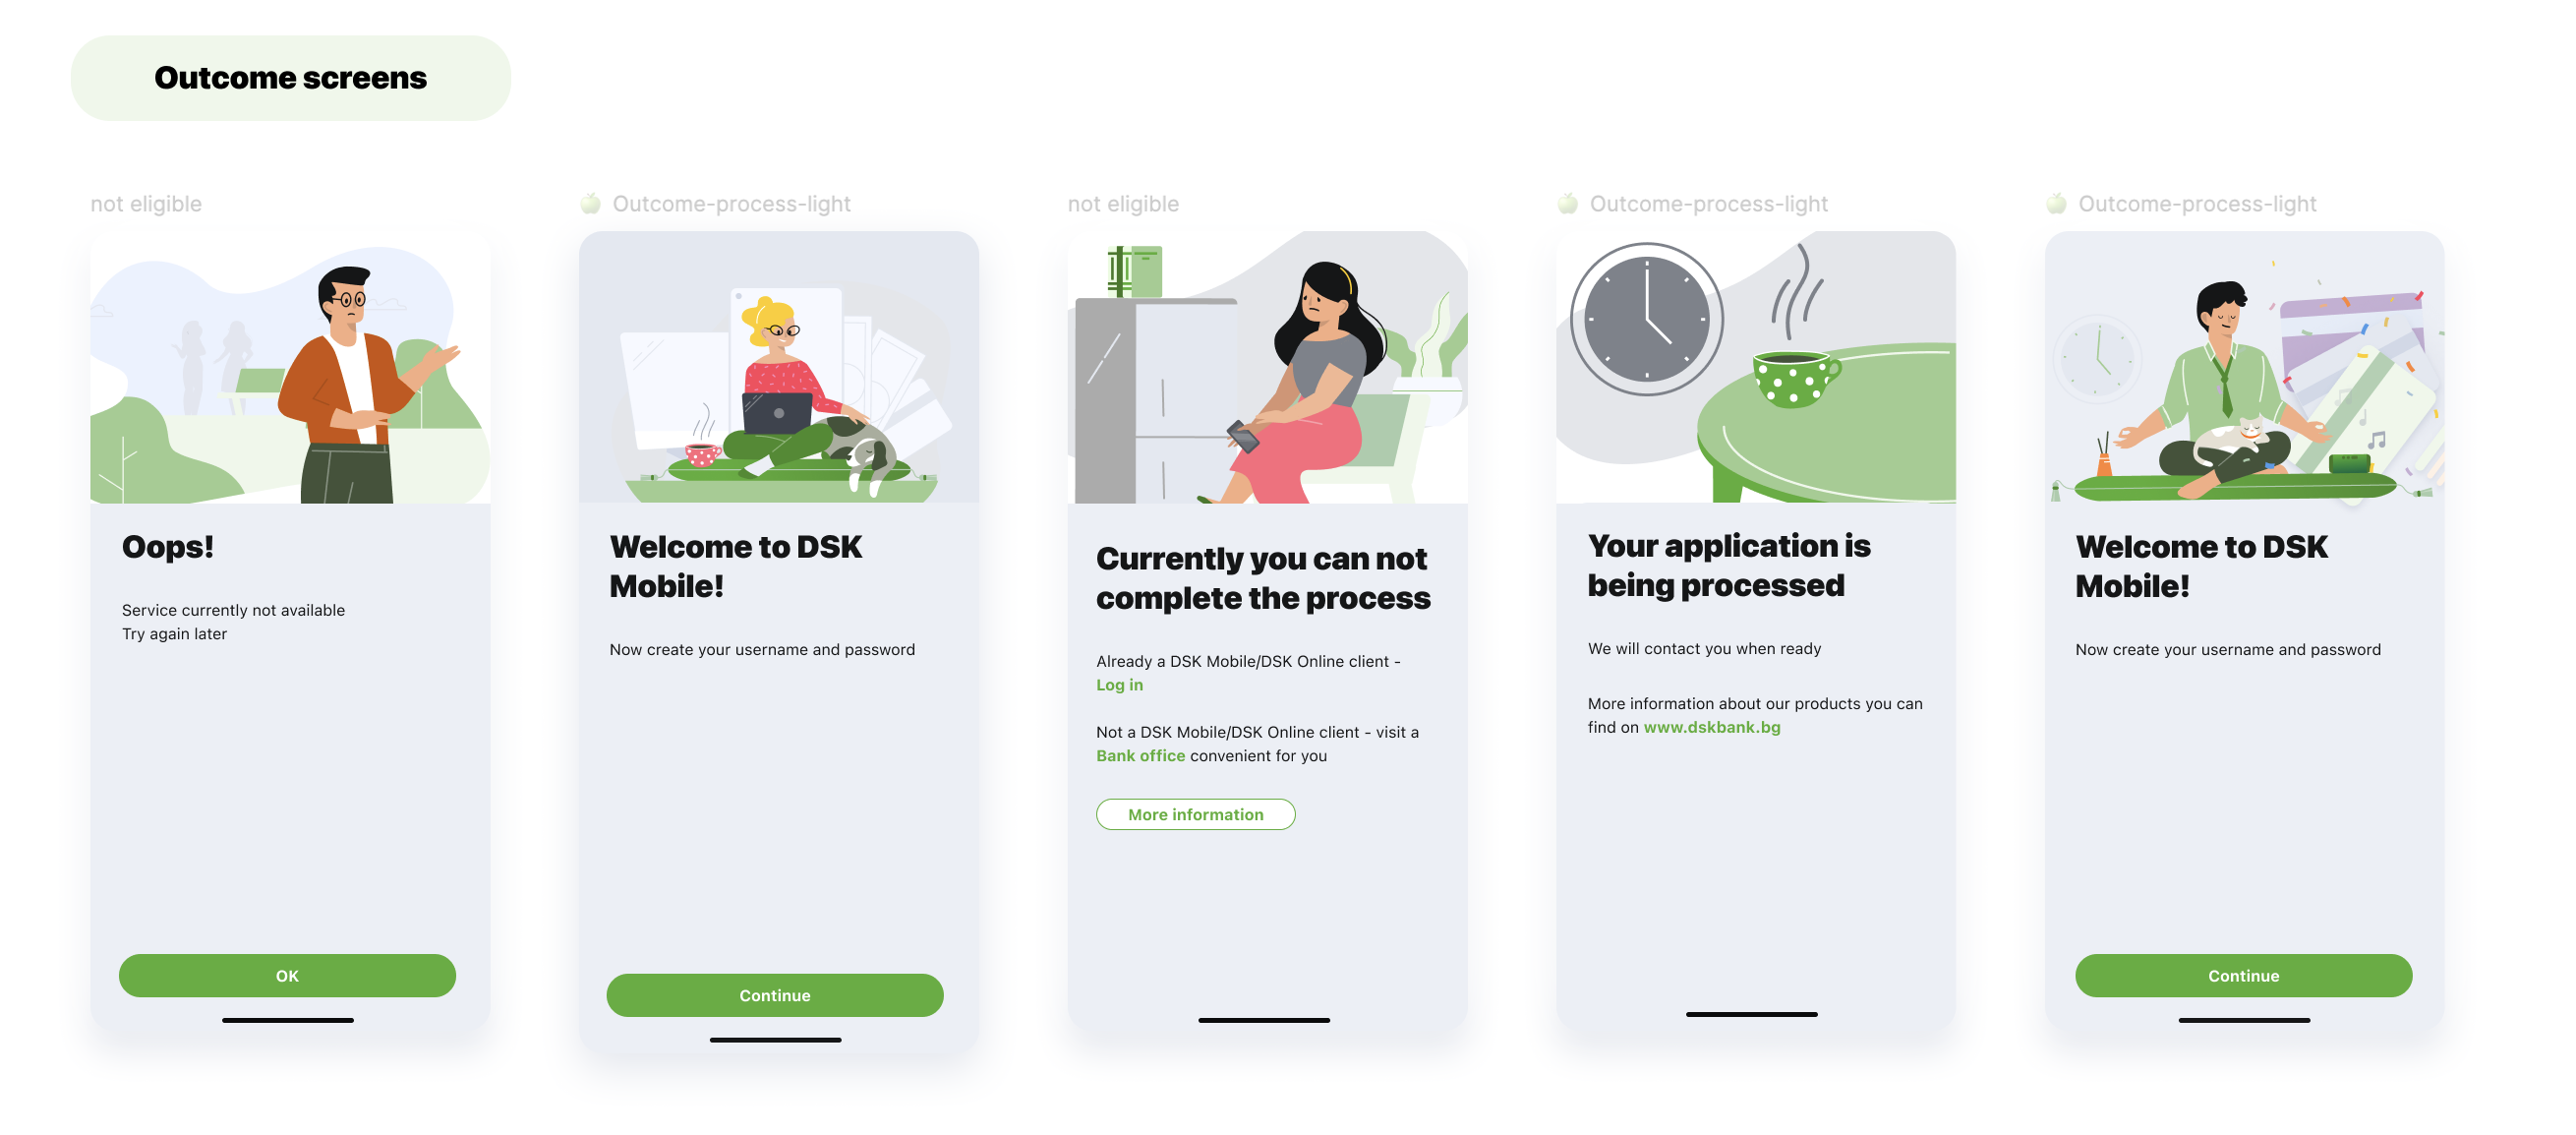 Outcome screens
not eligible
Oops!
Service currently not available
Try again later
OK
Outcome-process-light
Welcome to DSK
Mobile!
Now create your username and password
Continue
not eligible
Currently you can not
complete the process
Already a DSK Mobile/DSK Online client -
Log in
Not a DSK Mobile/DSK Online client - visit a
Bank office convenient for you
More information
Outcome-process-light
Your application is
being processed
We will contact you when ready
More information about our products you can
find on www.dskbank.bg
Outcome-process-light
Welcome to DSK
Mobile!
Now create your username and password
Continue